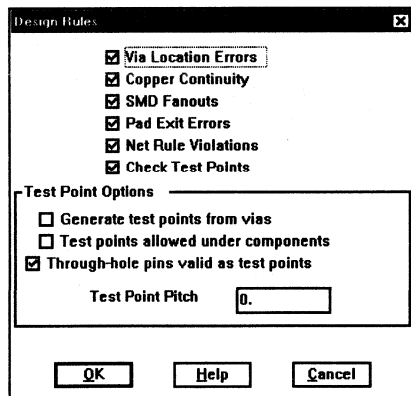 Design Rules
Via Location Errors
Copper Continuity
SMD Fanouts
Pad Exit Errors
Net Rule Violations
Check Test Points
Test Point Options
Generate test points from vias
Test points allowed under components
Through-hole pins valid as test points
Test Point Pitch 0.
OK Help Cancel